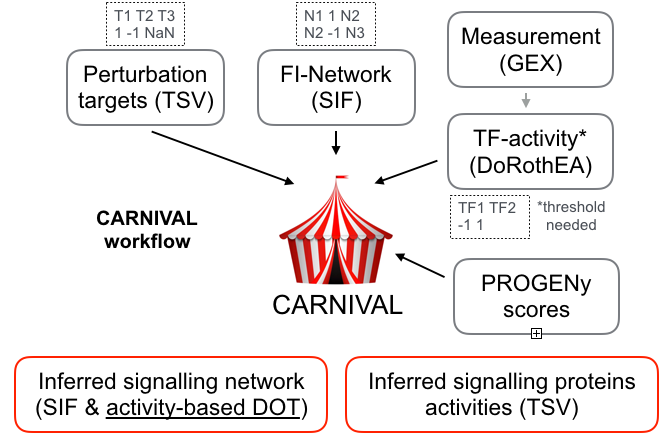 T1 T2 T3
1 -1 NaN
Perturbation
targets (TSV)
N1 1 N2
N2 -1 N3
FI-Network
(SIF)
Measurement
(GEX)
TF-activity*
(DoRothEA)
TF1 TF2
-1 1
*threshold
needed
CARNIVAL
workflow
CARNIVAL
PROGENy
scores
Inferred signalling network
(SIF & activity-based DOT)
Inferred signalling proteins
activities (TSV)